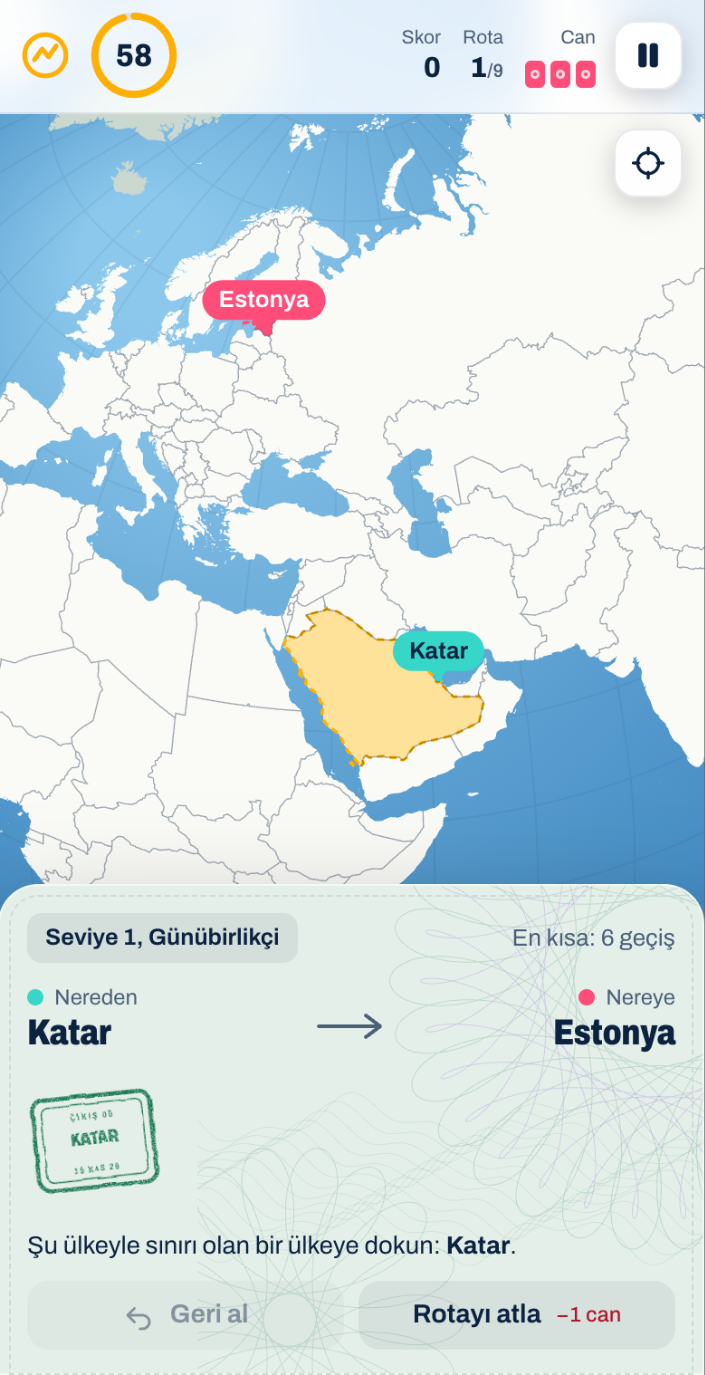 58
Skor
0
Rota
1/9
Can
Estonya
Katar
Seviye 1, Günübirlikçi
En kısa: 6 geçiş
Nereden
Katar
Nereye
Estonya
ÇIKIŞ
KATAR
Şu ülkeyle sınırı olan bir ülkeye dokun: Katar.
Geri al
Rotayı atla −1 can